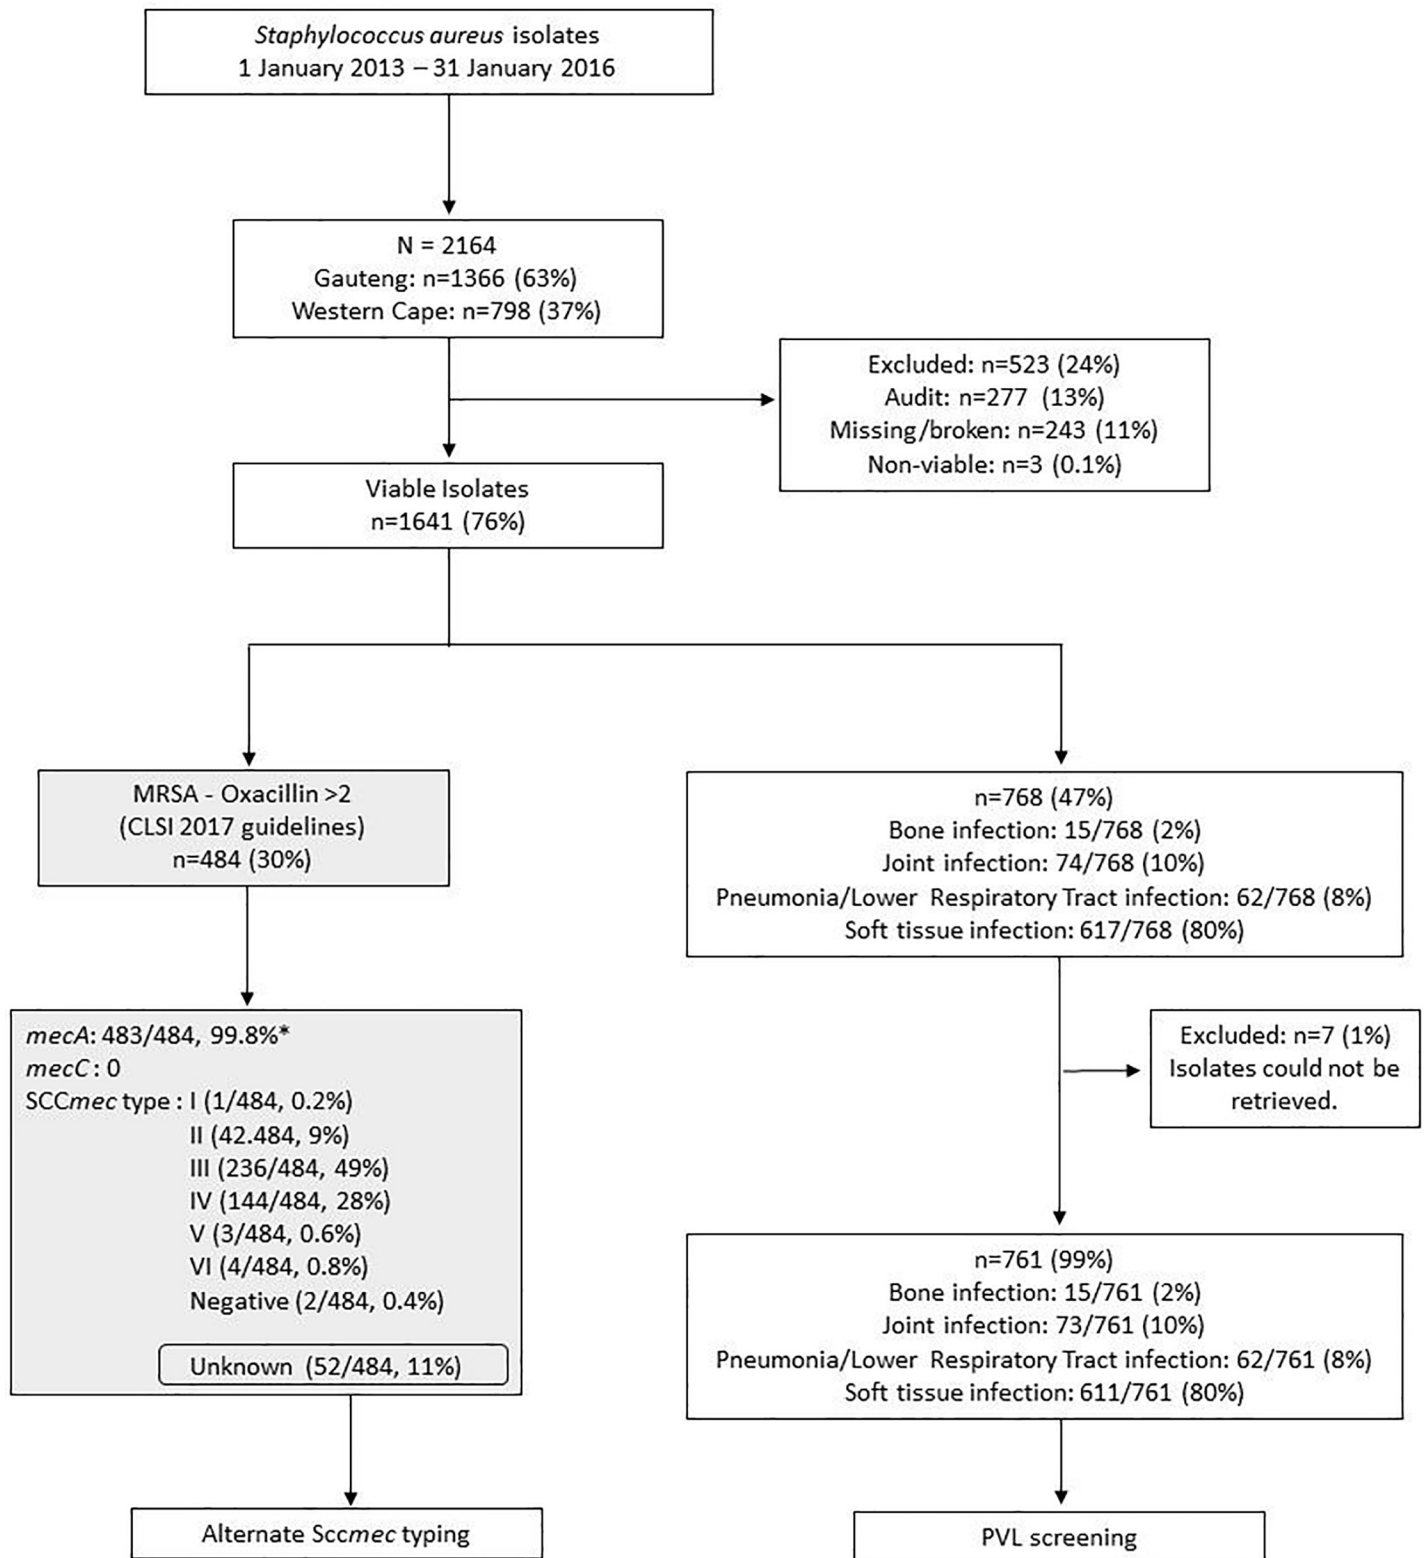 Staphylococcus aureus isolates
1 January 2013 – 31 January 2016
N = 2164
Gauteng: n=1366 (63%)
Western Cape: n=798 (37%)
Excluded: n=523 (24%)
Audit: n=277 (13%)
Missing/broken: n=243 (11%)
Non-viable: n=3 (0.1%)
Viable Isolates
n=1641 (76%)
MRSA - Oxacillin >2
(CLSI 2017 guidelines)
n=484 (30%)
n=768 (47%)
Bone infection: 15/768 (2%)
Joint infection: 74/768 (10%)
Pneumonia/Lower Respiratory Tract infection: 62/768 (8%)
Soft tissue infection: 617/768 (80%)
mecA: 483/484, 99.8%*
mecC: 0
SCCmec type : I (1/484, 0.2%)
II (42.484, 9%)
III (236/484, 49%)
IV (144/484, 28%)
V (3/484, 0.6%)
VI (4/484, 0.8%)
Negative (2/484, 0.4%)
Unknown (52/484, 11%)
Excluded: n=7 (1%)
Isolates could not be
retrieved.
n=761 (99%)
Bone infection: 15/761 (2%)
Joint infection: 73/761 (10%)
Pneumonia/Lower Respiratory Tract infection: 62/761 (8%)
Soft tissue infection: 611/761 (80%)
Alternate Sccmec typing
PVL screening